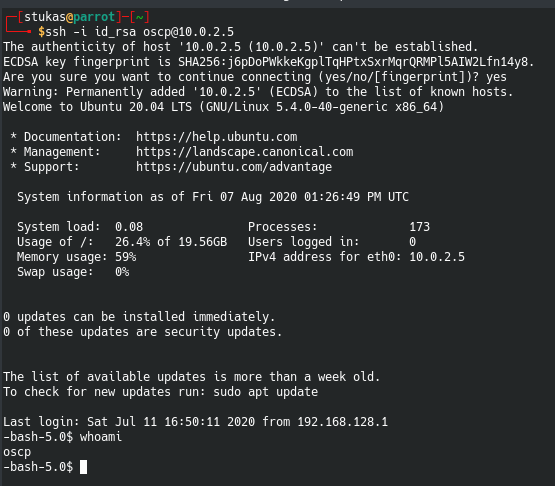 [stukas@parrot]─[~]
$ssh -i id_rsa oscp@10.0.2.5
The authenticity of host '10.0.2.5 (10.0.2.5)' can't be established.
ECDSA key fingerprint is SHA256:j6pDoPWkkeKgplTqHPtxSxrMqrQRMPl5AIW2Lfn14y8.
Are you sure you want to continue connecting (yes/no/[fingerprint])? yes
Warning: Permanently added '10.0.2.5' (ECDSA) to the list of known hosts.
Welcome to Ubuntu 20.04 LTS (GNU/Linux 5.4.0-40-generic x86_64)
* Documentation:  https://help.ubuntu.com
* Management:     https://landscape.canonical.com
* Support:        https://ubuntu.com/advantage
System information as of Fri 07 Aug 2020 01:26:49 PM UTC
System load:  0.08               Processes:             173
Usage of /:   26.4% of 19.56GB   Users logged in:       0
Memory usage: 59%                IPv4 address for eth0: 10.0.2.5
Swap usage:   0%
0 updates can be installed immediately.
0 of these updates are security updates.
The list of available updates is more than a week old.
To check for new updates run: sudo apt update
Last login: Sat Jul 11 16:50:11 2020 from 192.168.128.1
-bash-5.0$ whoami
oscp
-bash-5.0$